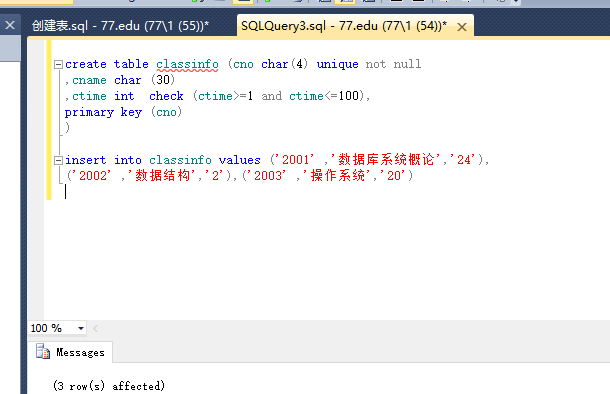 创建表.sql - 77.edu (77\1 (55))* SQLQuery3.sql - 77.edu (77\1 (54))*
create table classinfo (cno char(4) unique not null
,cname char (30)
,ctime int  check (ctime>=1 and ctime<=100),
primary key (cno)
)
insert into classinfo values ('2001' ,'数据库系统概论','24'),
('2002' ,'数据结构','2'),('2003' ,'操作系统','20')
100 %
Messages
(3 row(s) affected)